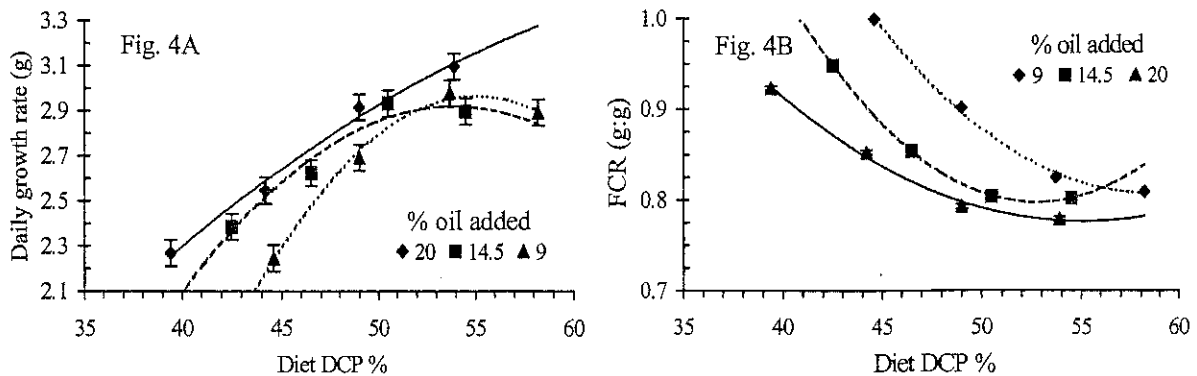 Fig. 4A
Daily growth rate (g)
3.3
3.1
2.9
2.7
2.5
2.3
2.1
% oil added
◆ 20 ■ 14.5 ▲ 9
35 40 45 50 55 60
Diet DCP %
Fig. 4B
FCR (g:g)
1.0
0.9
0.8
0.7
% oil added
◆ 9 ■ 14.5 ▲ 20
35 40 45 50 55 60
Diet DCP %